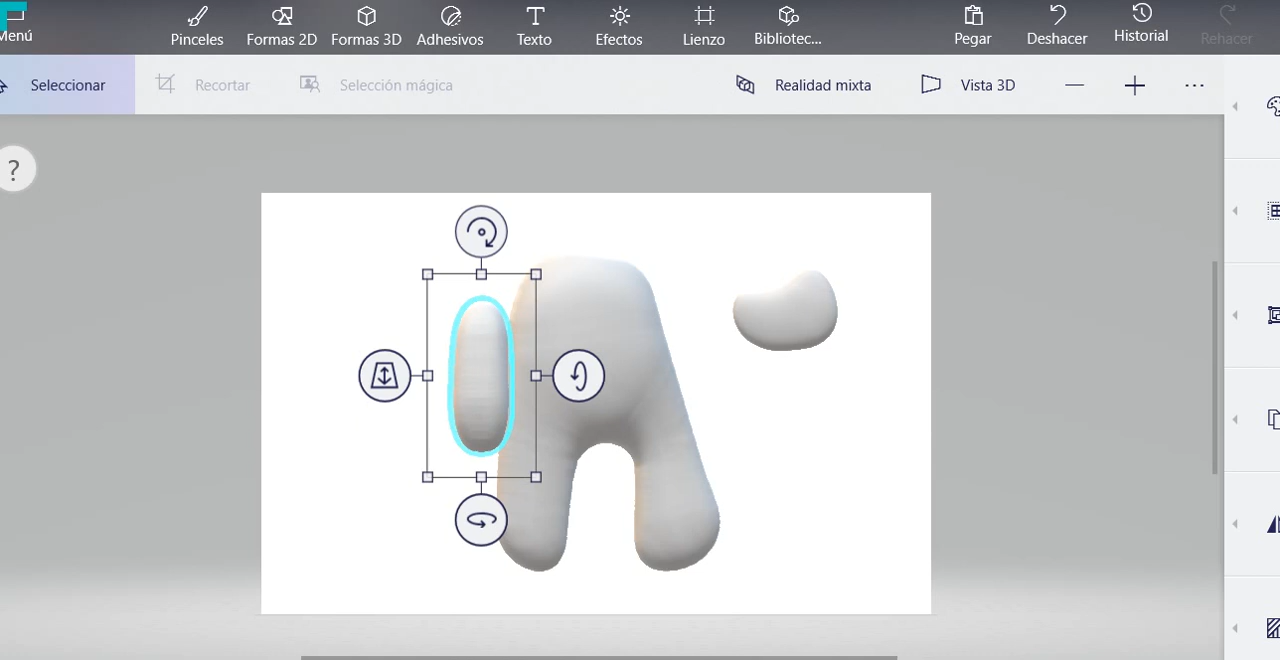 Menú
Pinceles
Formas 2D
Formas 3D
Adhesivos
Texto
Efectos
Lienzo
Bibliotec...
Pegar
Deshacer
Historial
Rehacer
Seleccionar
Recortar
Selección mágica
Realidad mixta
Vista 3D
?